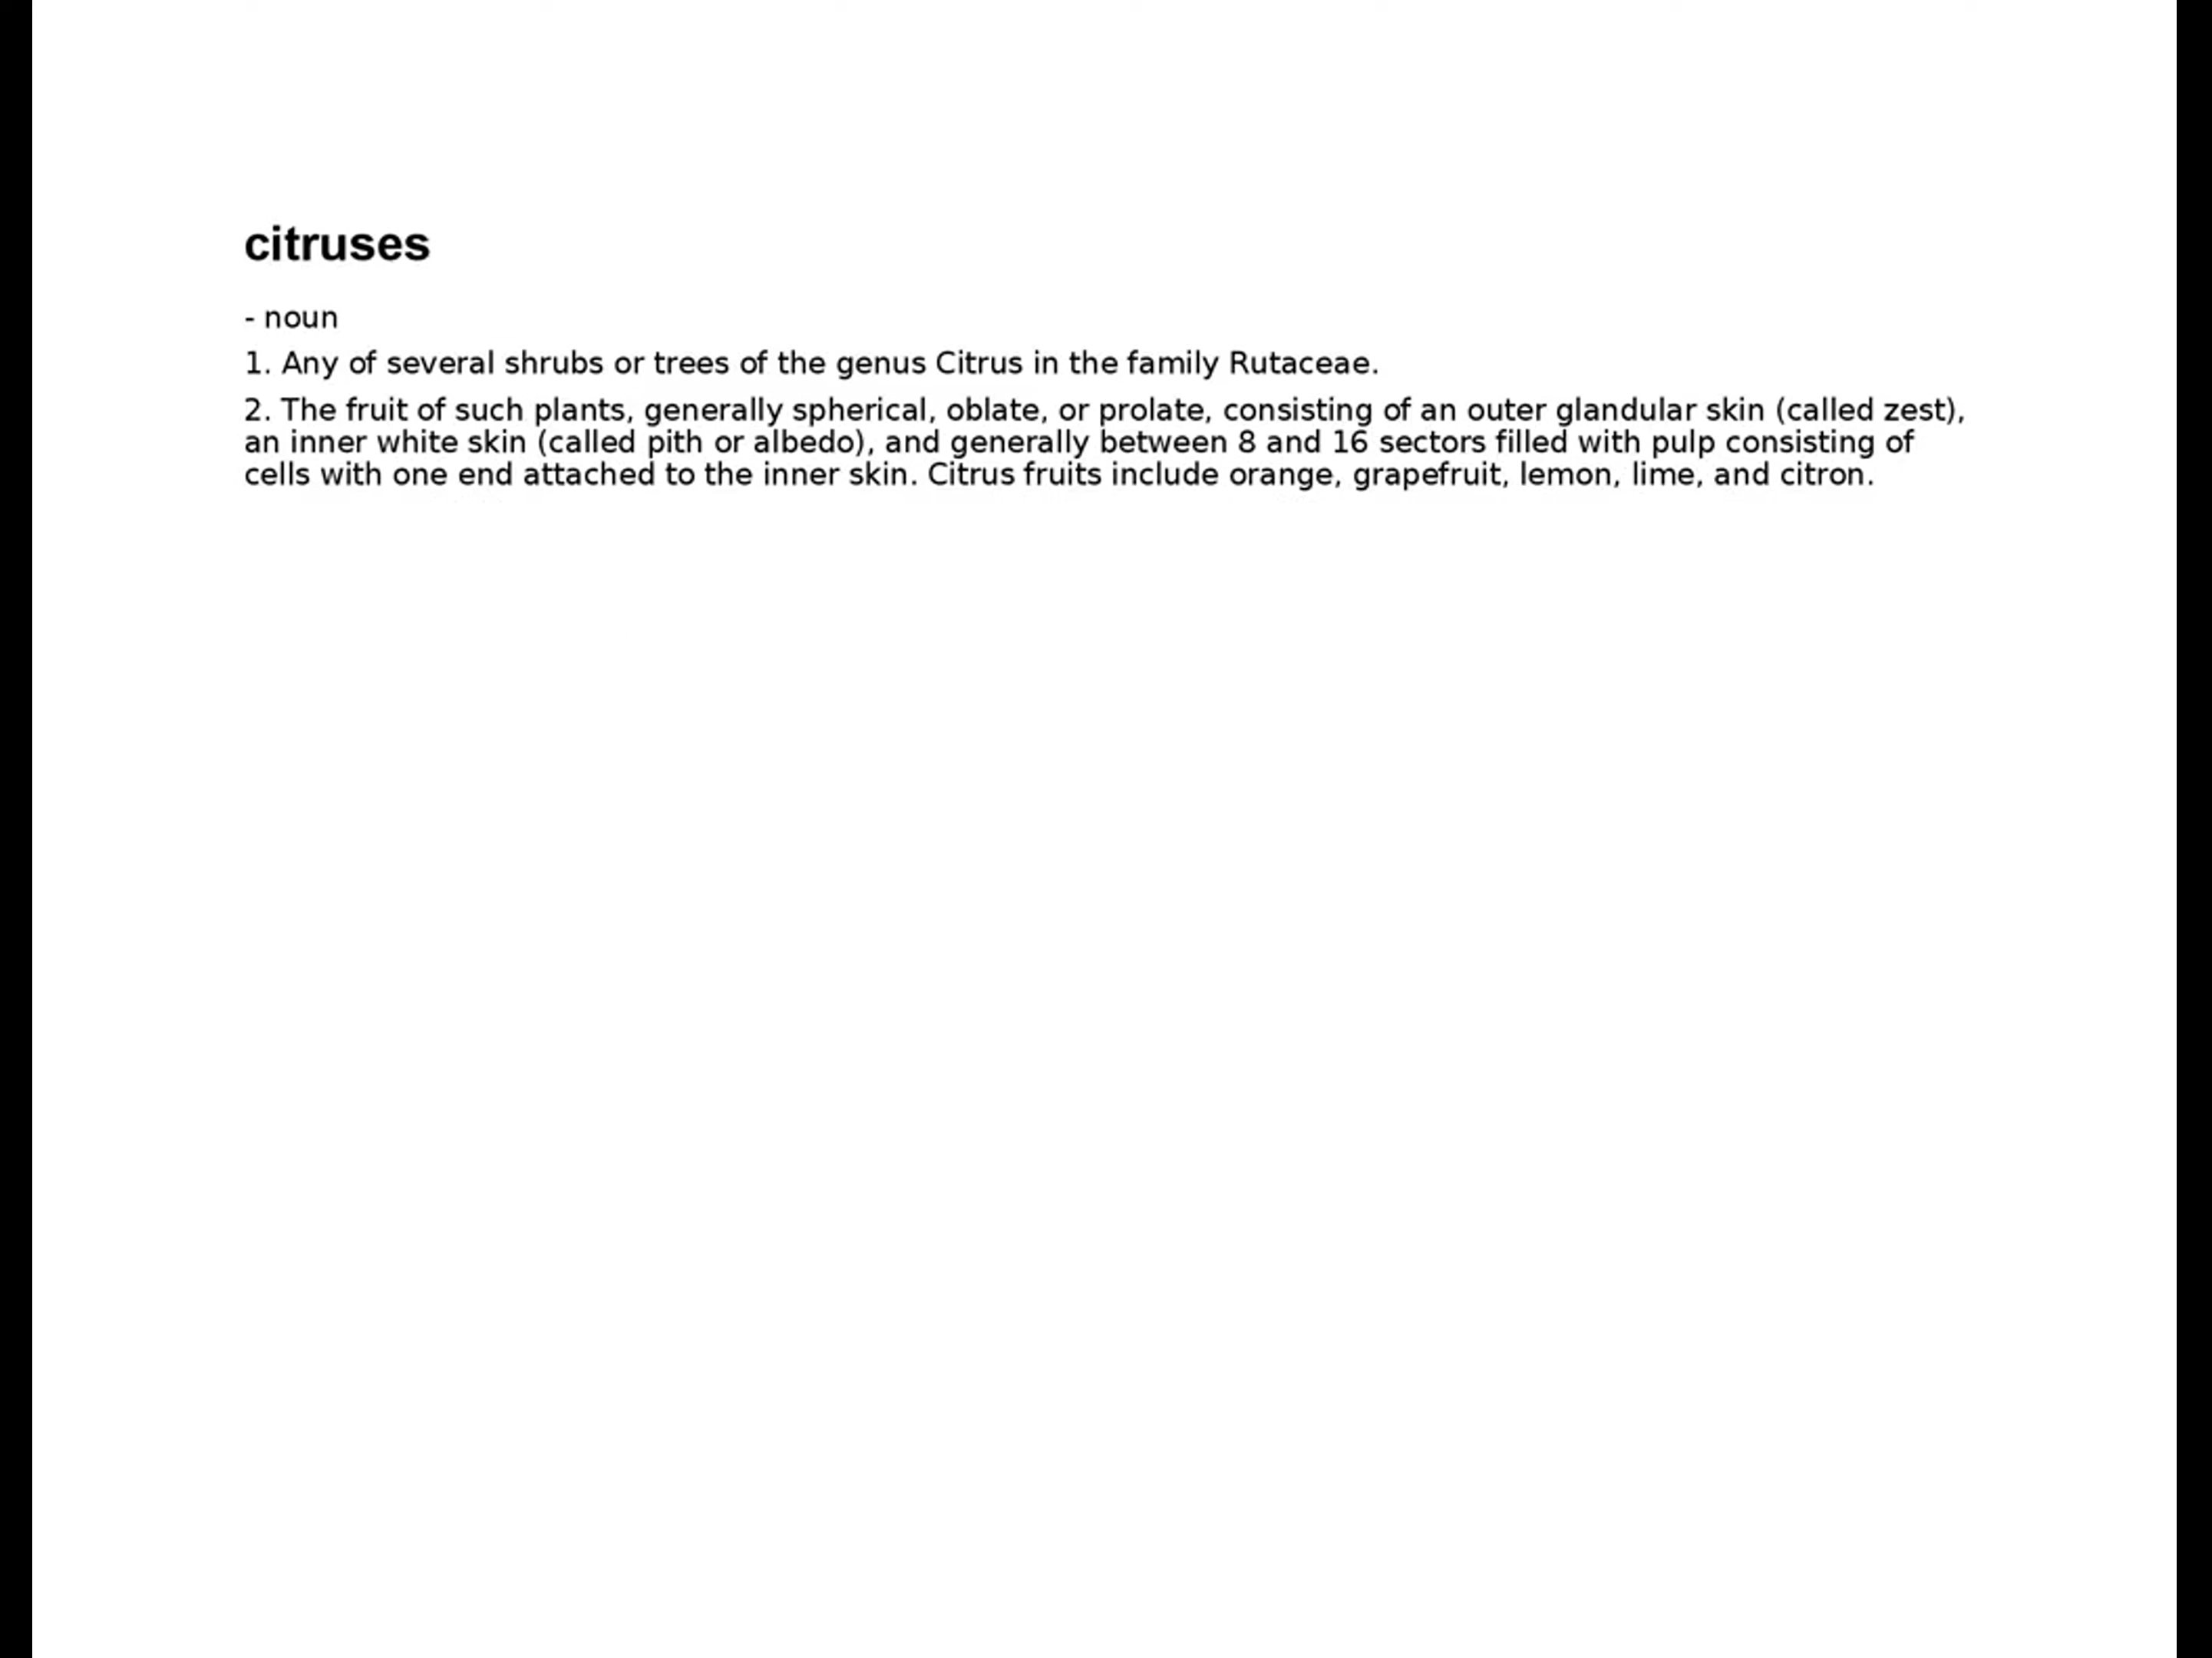 citruses
- noun
1. Any of several shrubs or trees of the genus Citrus in the family Rutaceae.
2. The fruit of such plants, generally spherical, oblate, or prolate, consisting of an outer glandular skin (called zest),
an inner white skin (called pith or albedo), and generally between 8 and 16 sectors filled with pulp consisting of
cells with one end attached to the inner skin. Citrus fruits include orange, grapefruit, lemon, lime, and citron.